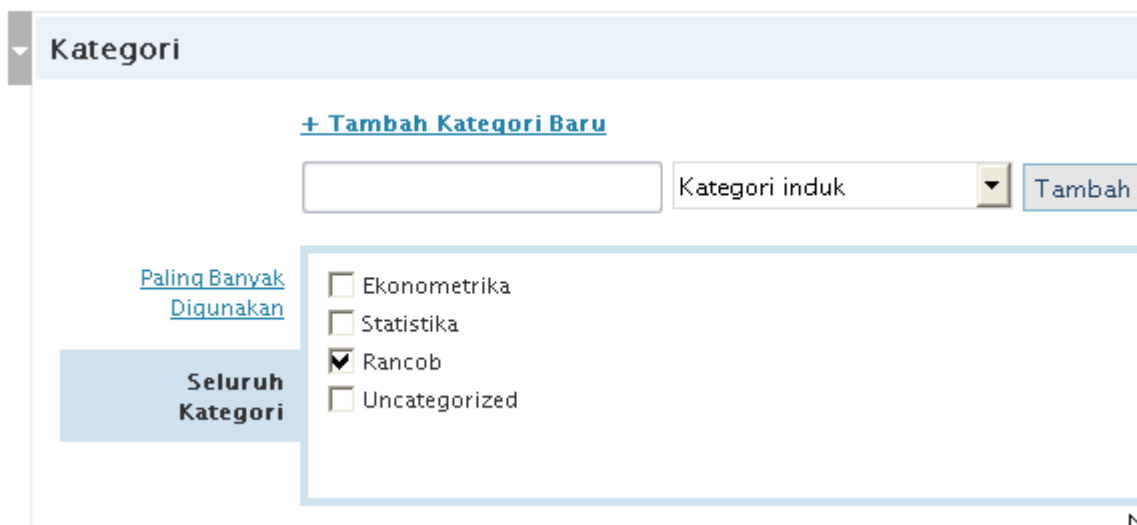 Kategori
+ Tambah Kategori Baru
Kategori induk
Tambah
Paling Banyak
Digunakan
Seluruh
Kategori
Ekonometrika
Statistika
Rancob
Uncategorized